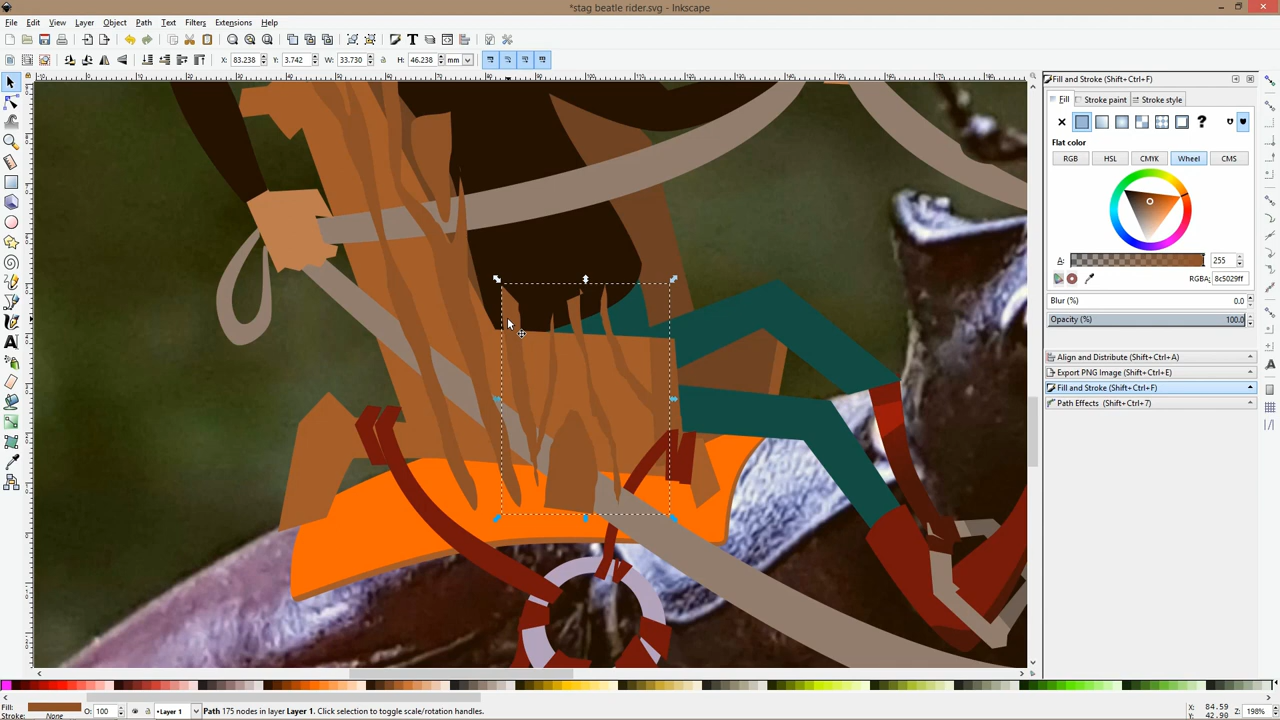 *stag beatle rider.svg - Inkscape
File Edit View Layer Object Path Text Filters Extensions Help
X: 83.238 Y: 3.742 W: 33.730 H: 46.238 mm
Fill and Stroke (Shift+Ctrl+F)
Fill Stroke paint Stroke style
?
Flat color
RGB HSL CMYK Wheel CMS
A: 255
RGBA: 8c5029ff
Blur (%) 0.0
Opacity (%) 100.0
Align and Distribute (Shift+Ctrl+A)
Export PNG Image (Shift+Ctrl+E)
Fill and Stroke (Shift+Ctrl+F)
Path Effects (Shift+Ctrl+7)
Fill: O: 100 Layer 1 Path 175 nodes in layer Layer 1. Click selection to toggle scale/rotation handles. X: 84.59 Z: 198%
Stroke: None Y: 42.90